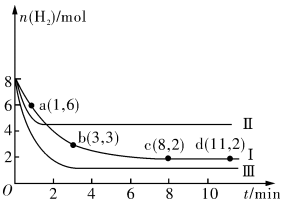 n(H₂)/mol
8
6
4
2
O
a(1,6)
b(3,3)
c(8,2)
d(11,2)
Ⅱ
Ⅰ
Ⅲ
2
4
6
8
10
t/min